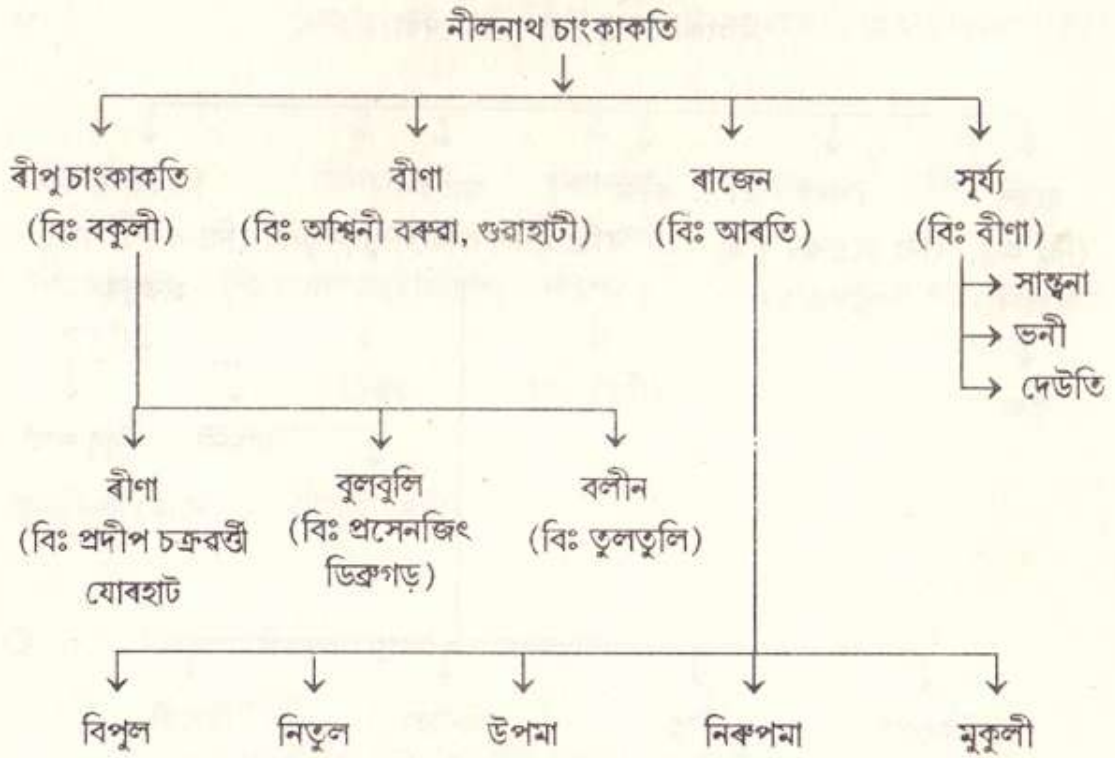 নীলনাথ চাংকাকতি
ৰীপু চাংকাকতি বীণা ৰাজেন সূৰ্য্য
(বিঃ বকুলী) (বিঃ অশ্বিনী বৰুৱা, গুৱাহাটী) (বিঃ আৰতি) (বিঃ বীণা)
সান্ত্বনা
ভনী
দেউতি
ৰীণা বুলবুলি বলীন
(বিঃ প্ৰদীপ চক্ৰৱৰ্ত্তী (বিঃ প্ৰসেনজিৎ (বিঃ তুলতুলি)
যোৰহাট ডিব্ৰুগড়)
বিপুল নিতুল উপমা নিৰুপমা মুকুলী